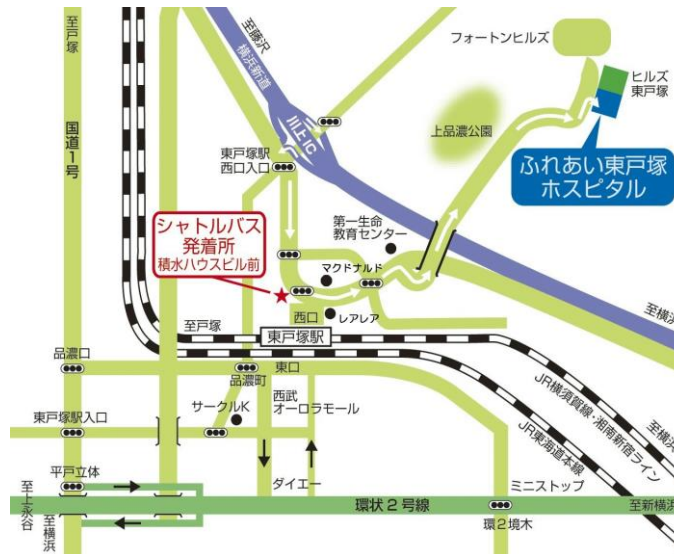 至戸塚
国道1号
至藤沢
横浜新道
川上IC
フォートンヒルズ
ヒルズ
東戸塚
上品濃公園
ふれあい東戸塚
ホスピタル
東戸塚駅
西口入口
シャトルバス
発着所
積水ハウスビル前
第一生命
教育センター
マクドナルド
西口
レアレア
至横浜
至戸塚
東戸塚駅
品濃口
品濃町
東口
JR横須賀線・湘南新宿ライン
至横浜
JR東海道本線
東戸塚駅入口
サークルK
西武
オーロラモール
平戸立体
ダイエー
ミニストップ
至上永谷
環状2号線
至新横浜
至横浜
環2境木